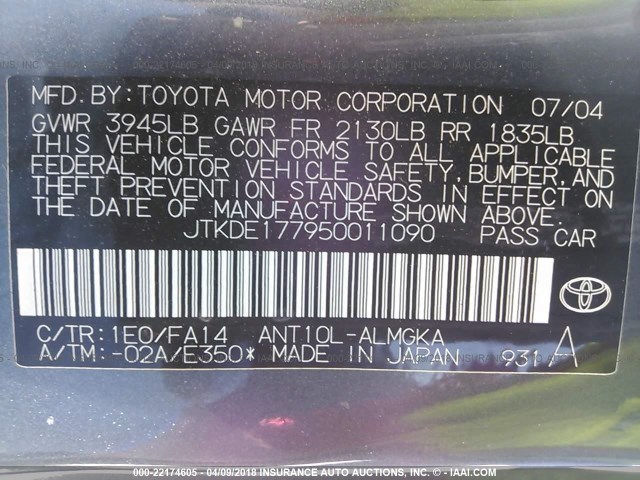 MFD.BY:TOYOTA MOTOR CORPORATION 07/04
GVWR 3945LB GAWR FR 2130LB RR 1835LB
THIS VEHICLE CONFORMS TO ALL APPLICABLE
FEDERAL MOTOR VEHICLE SAFETY,BUMPER,AND
THEFT PREVENTION STANDARDS IN EFFECT ON
THE DATE OF MANUFACTURE SHOWN ABOVE.
JTKDE177950011090 PASS CAR
C/TR:1E0/FA14 ANT10L-ALMGKA
A/TM:-02A/E350* MADE IN JAPAN 931 A
000-22174605 - 04/09/2018 - INSURANCE AUTO AUCTIONS, INC. - © - IAAI.COM